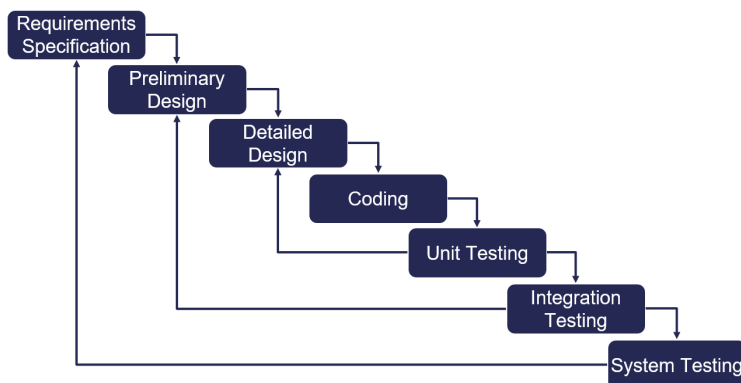 Requirements
Specification
Preliminary
Design
Detailed
Design
Coding
Unit Testing
Integration
Testing
System Testing